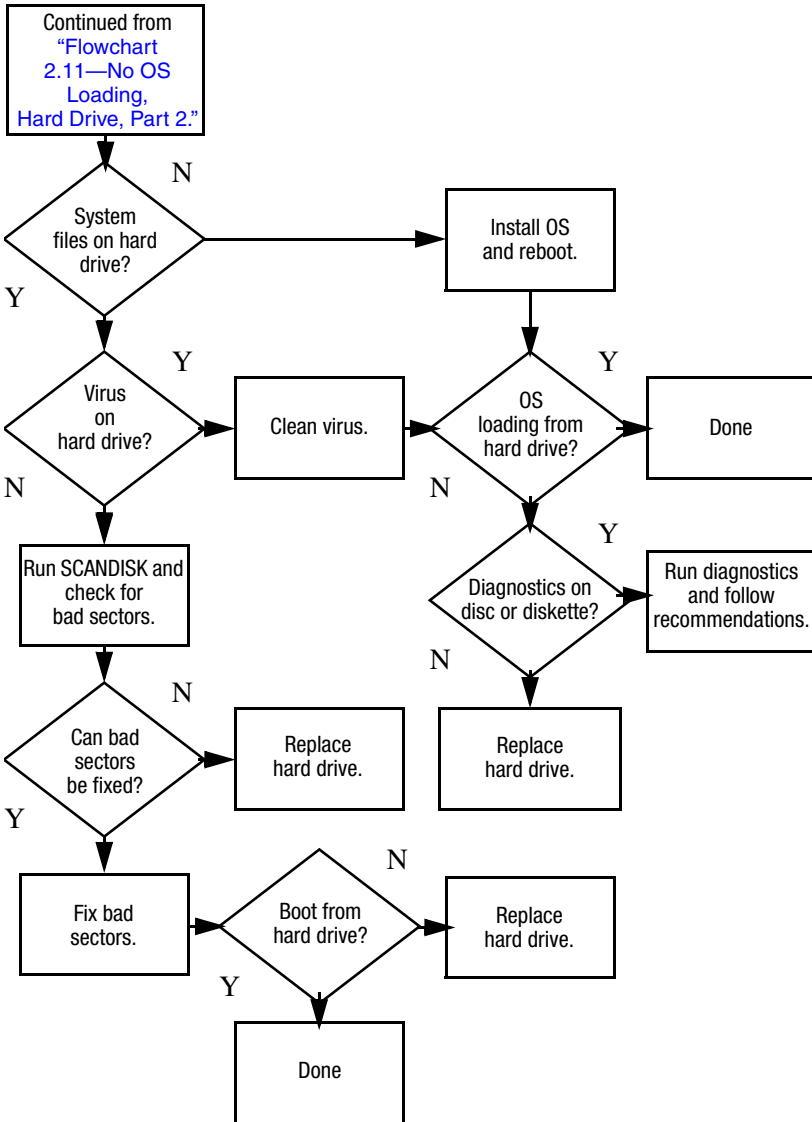 Continued from
“Flowchart
2.11—No OS
Loading,
Hard Drive, Part 2.”
N
System
files on hard
drive?
Install OS
and reboot.
Y
Y
Y
Virus
on
hard drive?
Clean virus.
OS
loading from
hard drive?
Done
N
N
Y
Run SCANDISK and
check for
bad sectors.
Diagnostics on
disc or diskette?
Run diagnostics
and follow
recommendations.
N
N
Can bad
sectors
be fixed?
Replace
hard drive.
Replace
hard drive.
Y
N
Fix bad
sectors.
Boot from
hard drive?
Replace
hard drive.
Y
Done